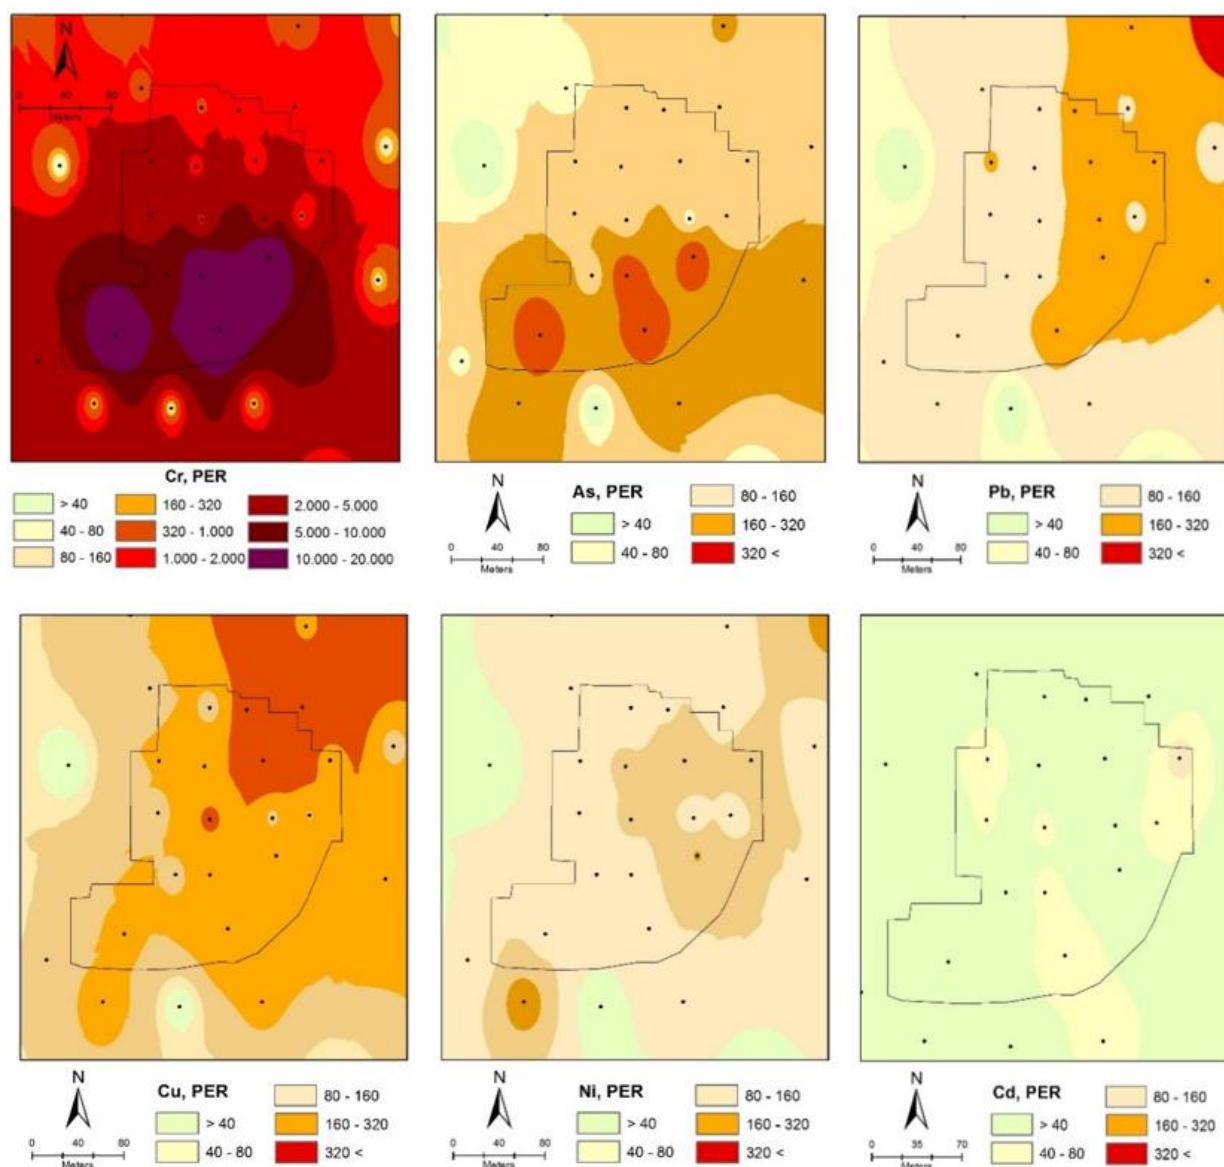 N
0 40 80
Meters
Cr, PER
> 40
160 - 320
2.000 - 5.000
40 - 80
320 - 1.000
5.000 - 10.000
80 - 160
1.000 - 2.000
10.000 - 20.000
N
0 40 80
Meters
As, PER
80 - 160
> 40
160 - 320
40 - 80
320 <
N
0 40 80
Meters
Pb, PER
80 - 160
> 40
160 - 320
40 - 80
320 <
N
0 40 80
Meters
Cu, PER
80 - 160
> 40
160 - 320
40 - 80
320 <
N
0 40 80
Meters
Ni, PER
80 - 160
> 40
160 - 320
40 - 80
320 <
N
0 35 70
Meters
Cd, PER
80 - 160
> 40
160 - 320
40 - 80
320 <